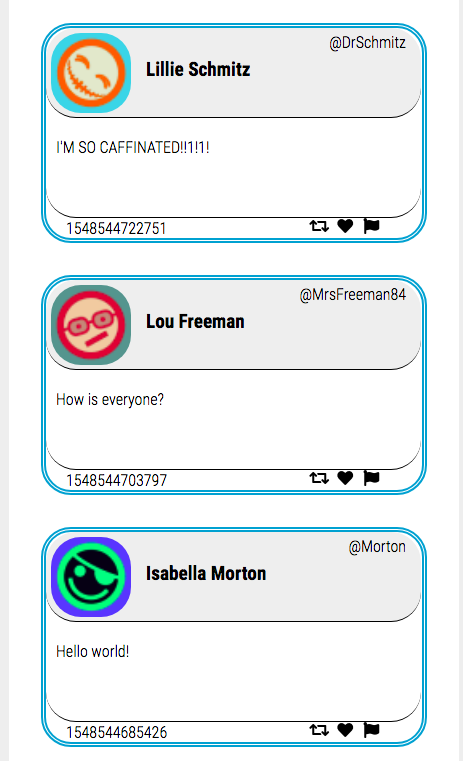 @DrSchmitz
Lillie Schmitz
I'M SO CAFFINATED!!1!1!
1548544722751
@MrsFreeman84
Lou Freeman
How is everyone?
1548544703797
@Morton
Isabella Morton
Hello world!
1548544685426